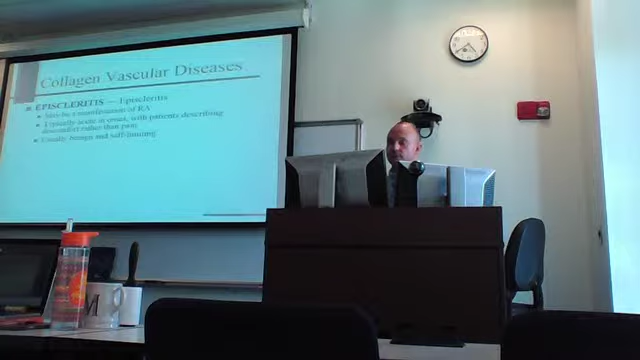 Collagen Vascular Diseases
EPISCLERITIS — Episcleritis
May be a manifestation of RA
Typically acute in onset, with patients describing
discomfort rather than pain
Usually benign and self-limiting
M